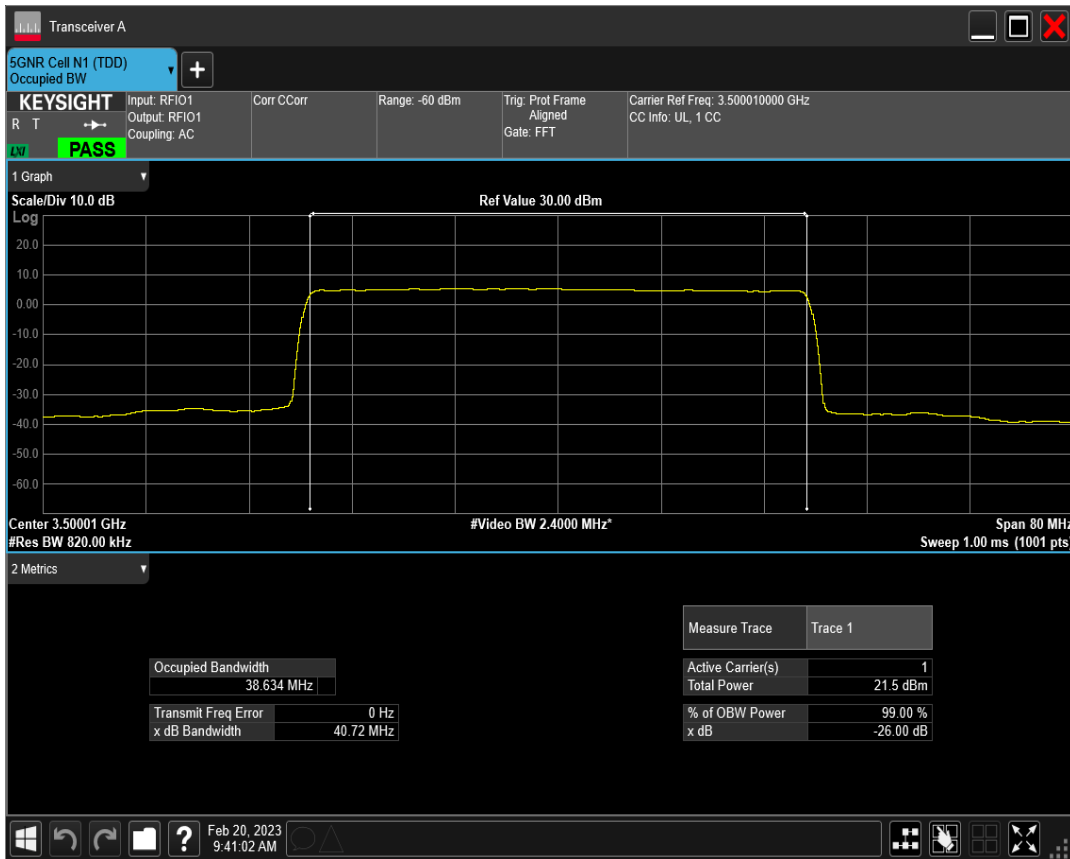 Transceiver A
5GNR Cell N1 (TDD)
Occupied BW
+
KEYSIGHT
R T
LXI
PASS
Input: RFIO1
Output: RFIO1
Coupling: AC
Corr CCorr
Range: -60 dBm
Trig: Prot Frame
Aligned
Gate: FFT
Carrier Ref Freq: 3.500010000 GHz
CC Info: UL, 1 CC
1 Graph
Scale/Div 10.0 dB
Ref Value 30.00 dBm
Log
20.0
10.0
0.00
-10.0
-20.0
-30.0
-40.0
-50.0
-60.0
Center 3.50001 GHz
#Video BW 2.4000 MHz*
Span 80 MHz
#Res BW 820.00 kHz
Sweep 1.00 ms (1001 pts)
2 Metrics
Measure Trace Trace 1
Occupied Bandwidth
38.634 MHz
Transmit Freq Error 0 Hz
x dB Bandwidth 40.72 MHz
Active Carrier(s) 1
Total Power 21.5 dBm
% of OBW Power 99.00 %
x dB -26.00 dB
?
Feb 20, 2023
9:41:02 AM